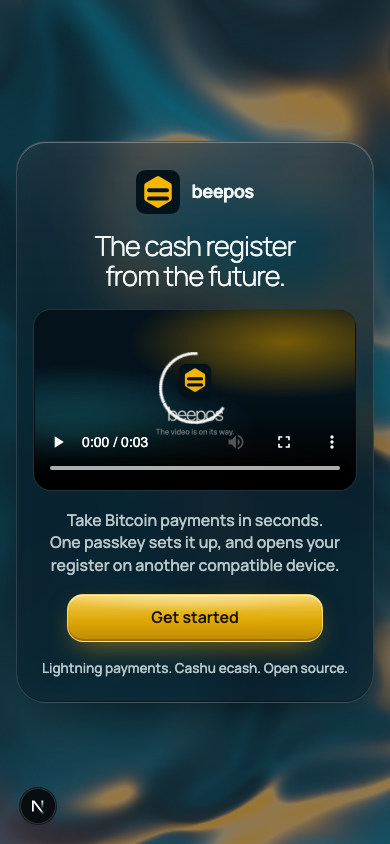 beepos
The cash register
from the future.
beepos
The video is on its way.
0:00 / 0:03
Take Bitcoin payments in seconds.
One passkey sets it up, and opens your
register on another compatible device.
Get started
Lightning payments. Cashu ecash. Open source.
N